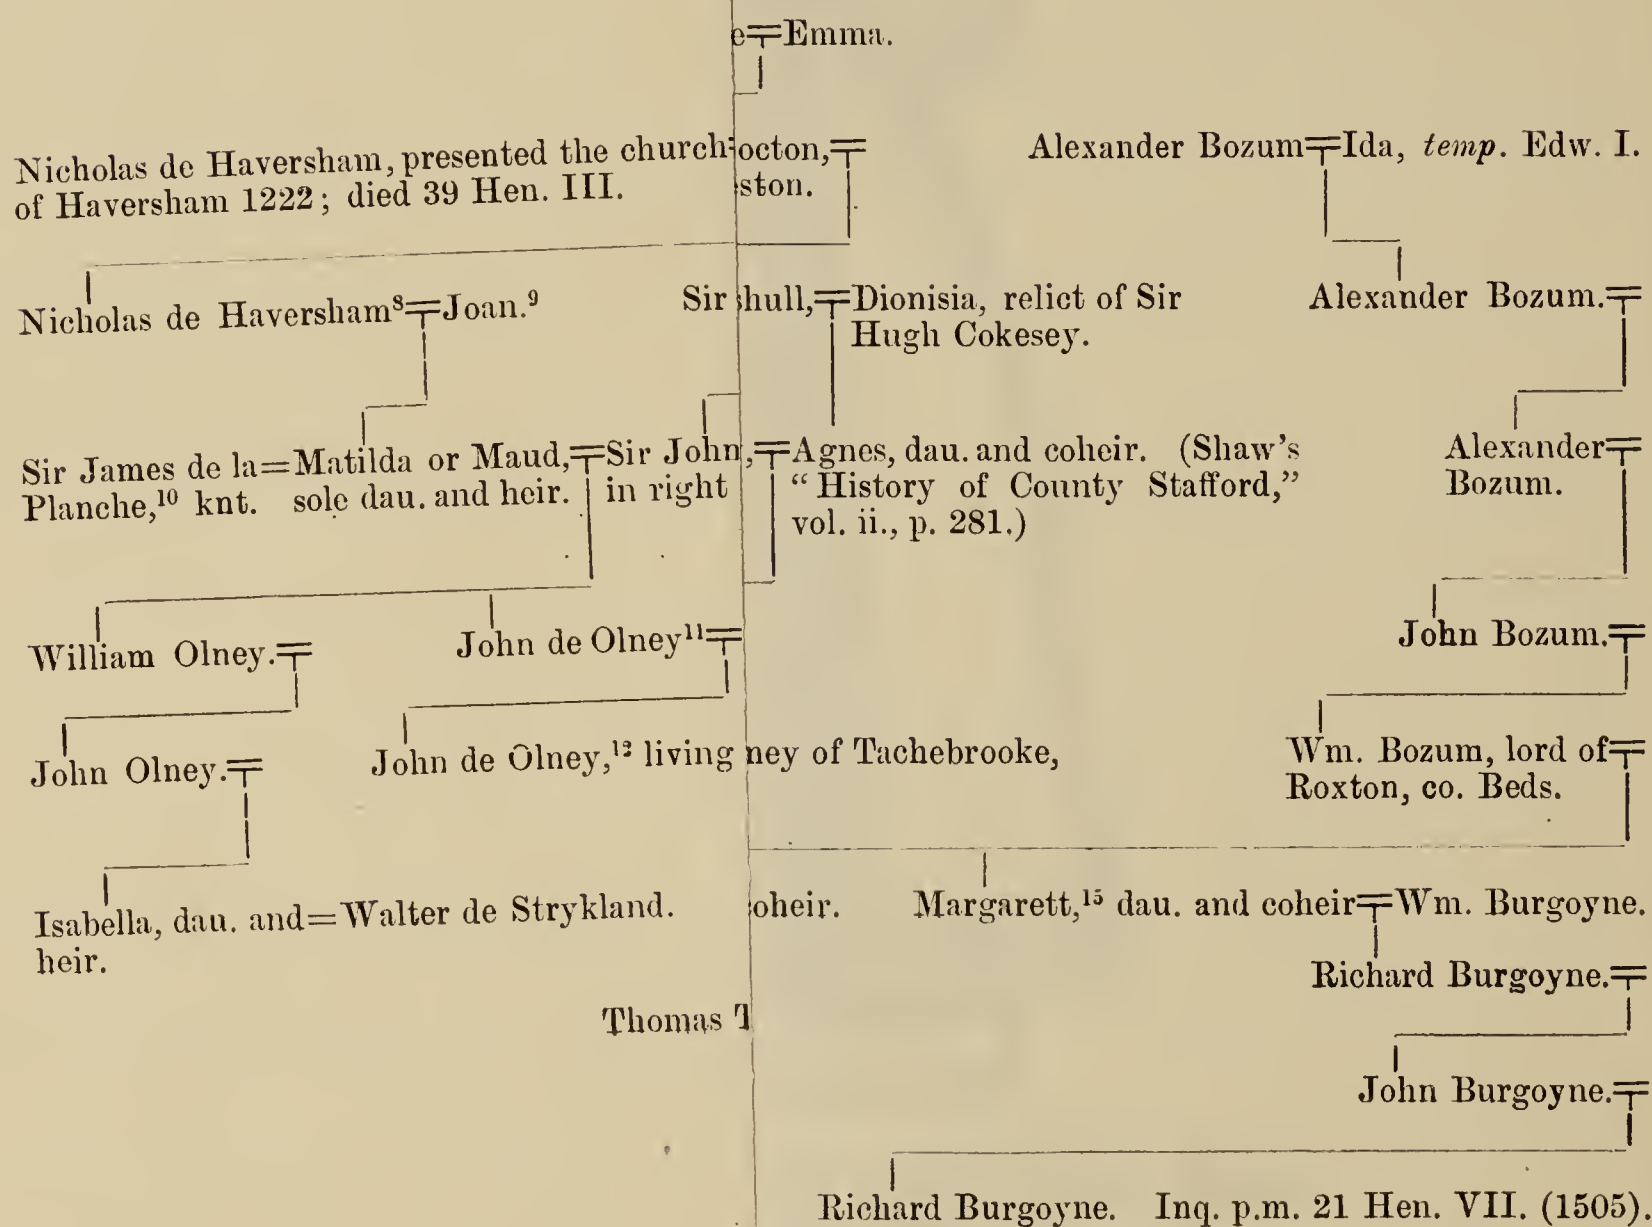 e=Emma.
Nicholas de Haversham, presented the church
of Haversham 1222; died 39 Hen. III.
octon,=
ston.
Alexander Bozum=Ida, temp. Edw. I.
Nicholas de Haversham⁸=Joan.⁹
Sir
hull,=Dionisia, relict of Sir
Hugh Cokesey.
Alexander Bozum.=
Sir James de la=Matilda or Maud,=Sir John
Planche,¹⁰ knt. sole dau. and heir. in right
,=Agnes, dau. and coheir. (Shaw's
“History of County Stafford,”
vol. ii., p. 281.)
Alexander=
Bozum.
William Olney.=
John de Olney¹¹=
John Bozum.=
John Olney.=
John de Olney,¹² living
ney of Tachebrooke,
Wm. Bozum, lord of=
Roxton, co. Beds.
Isabella, dau. and=Walter de Strykland.
heir.
oheir.
Margarett,¹⁵ dau. and coheir=Wm. Burgoyne.
Richard Burgoyne.=
Thomas
John Burgoyne.=
Richard Burgoyne. Inq. p.m. 21 Hen. VII. (1505).